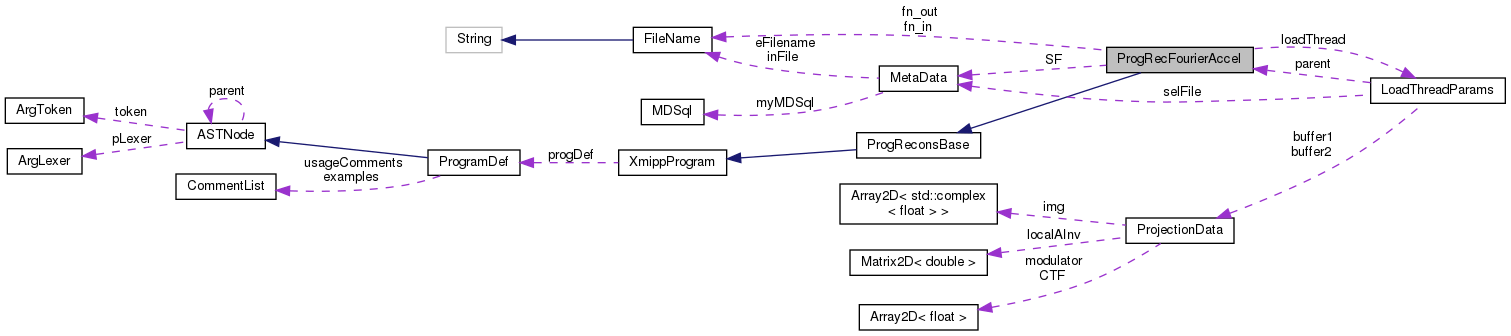 fn_out
fn_in
String
FileName
eFilename
inFile
SF
ProgRecFourierAccel
loadThread
parent
MetaData
selFile
LoadThreadParams
myMDSql
MDSql
parent
ArgToken
token
ASTNode
pLexer
ArgLexer
usageComments
examples
CommentList
ProgramDef
progDef
XmippProgram
ProgReconsBase
buffer1
buffer2
Array2D< std::complex
< float > >
img
ProjectionData
localAInv
Matrix2D< double >
modulator
CTF
Array2D< float >